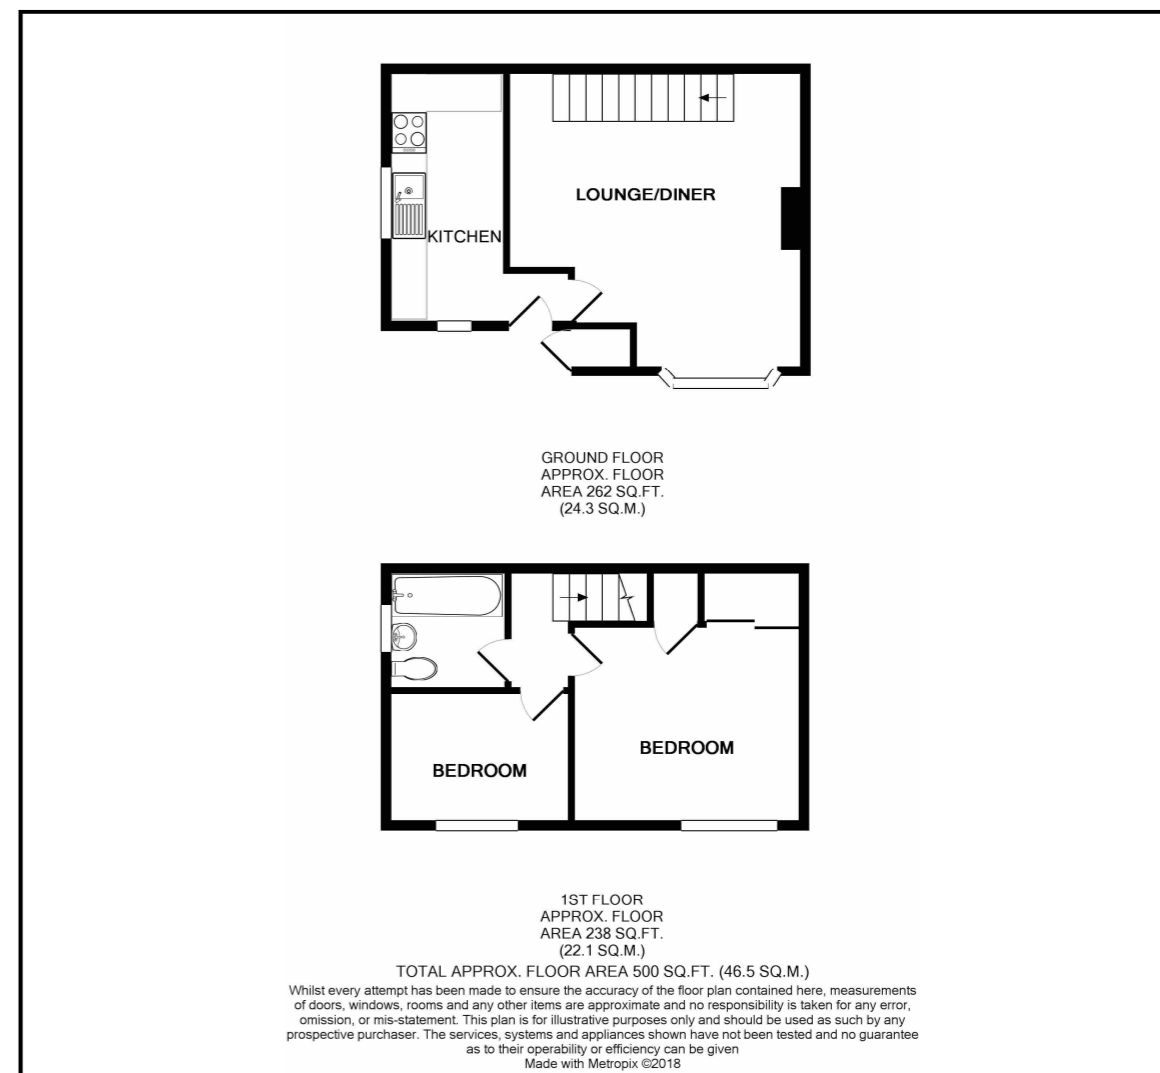 LOUNGE/DINER
KITCHEN
GROUND FLOOR
APPROX. FLOOR
AREA 262 SQ.FT.
(24.3 SQ.M.)
BEDROOM
BEDROOM
1ST FLOOR
APPROX. FLOOR
AREA 238 SQ.FT.
(22.1 SQ.M.)
TOTAL APPROX. FLOOR AREA 500 SQ.FT. (46.5 SQ.M.)
Whilst every attempt has been made to ensure the accuracy of the floor plan contained here, measurements
of doors, windows, rooms and any other items are approximate and no responsibility is taken for any error,
omission, or mis-statement. This plan is for illustrative purposes only and should be used as such by any
prospective purchaser. The services, systems and appliances shown have not been tested and no guarantee
as to their operability or efficiency can be given
Made with Metropix ©2018